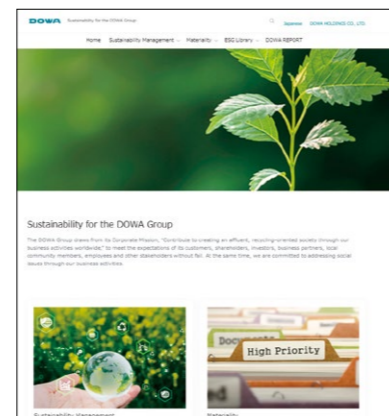 DOWA Sustainability for the DOWA Group Japanese DOWA HOLDINGS CO., LTD.
Home Sustainability Management Materiality ESG Library DOWA REPORT
Sustainability for the DOWA Group
The DOWA Group draws from its Corporate Mission, "Contribute to creating an affluent, recycling-oriented society through our
business activities worldwide," to meet the expectations of its customers, shareholders, investors, business partners, local
community members, employees and other stakeholders without fail. At the same time, we are committed to addressing social
issues through our business activities.
Documents
High Priority
Sustainability Management Materiality